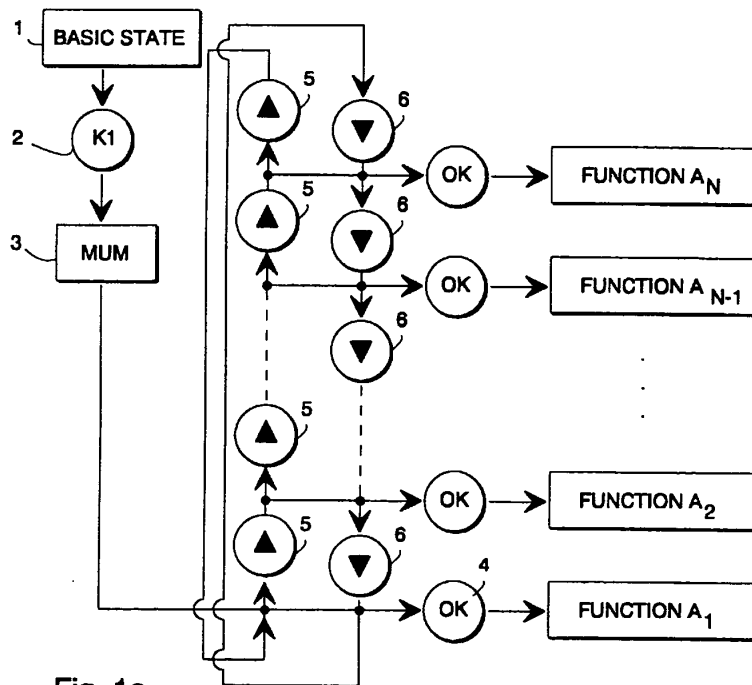 1
BASIC STATE
2
K1
3
MUM
5
6
OK
FUNCTION A_N
5
6
OK
FUNCTION A_N-1
6
5
OK
FUNCTION A_2
5
6
4
OK
FUNCTION A_1